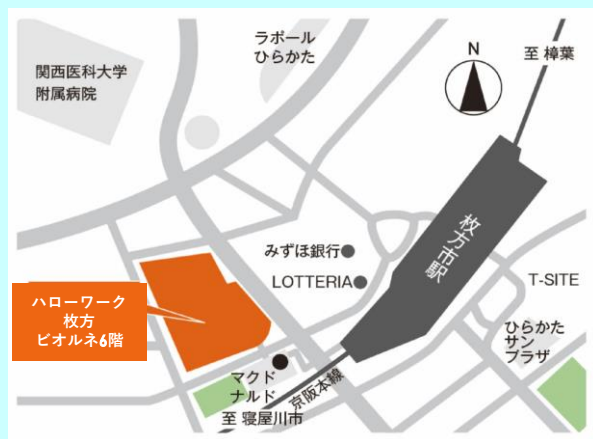 関西医科大学
附属病院
ラポール
ひらかた
N
至 樟葉
枚方市駅
みずほ銀行
LOTTERIA
T-SITE
ひらかた
サン
プラザ
ハローワーク
枚方
ビオルネ6階
マクド
ナルド
京阪本線
至 寝屋川市